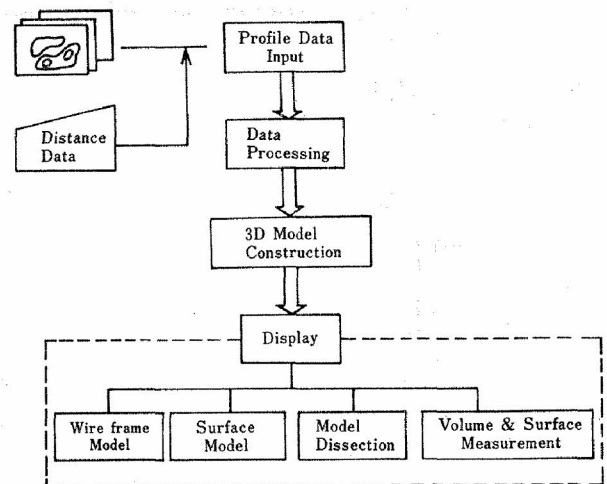 Profile Data
Input
Distance
Data
Data
Processing
3D Model
Construction
Display
Wire frame
Model
Surface
Model
Model
Dissection
Volume & Surface
Measurement